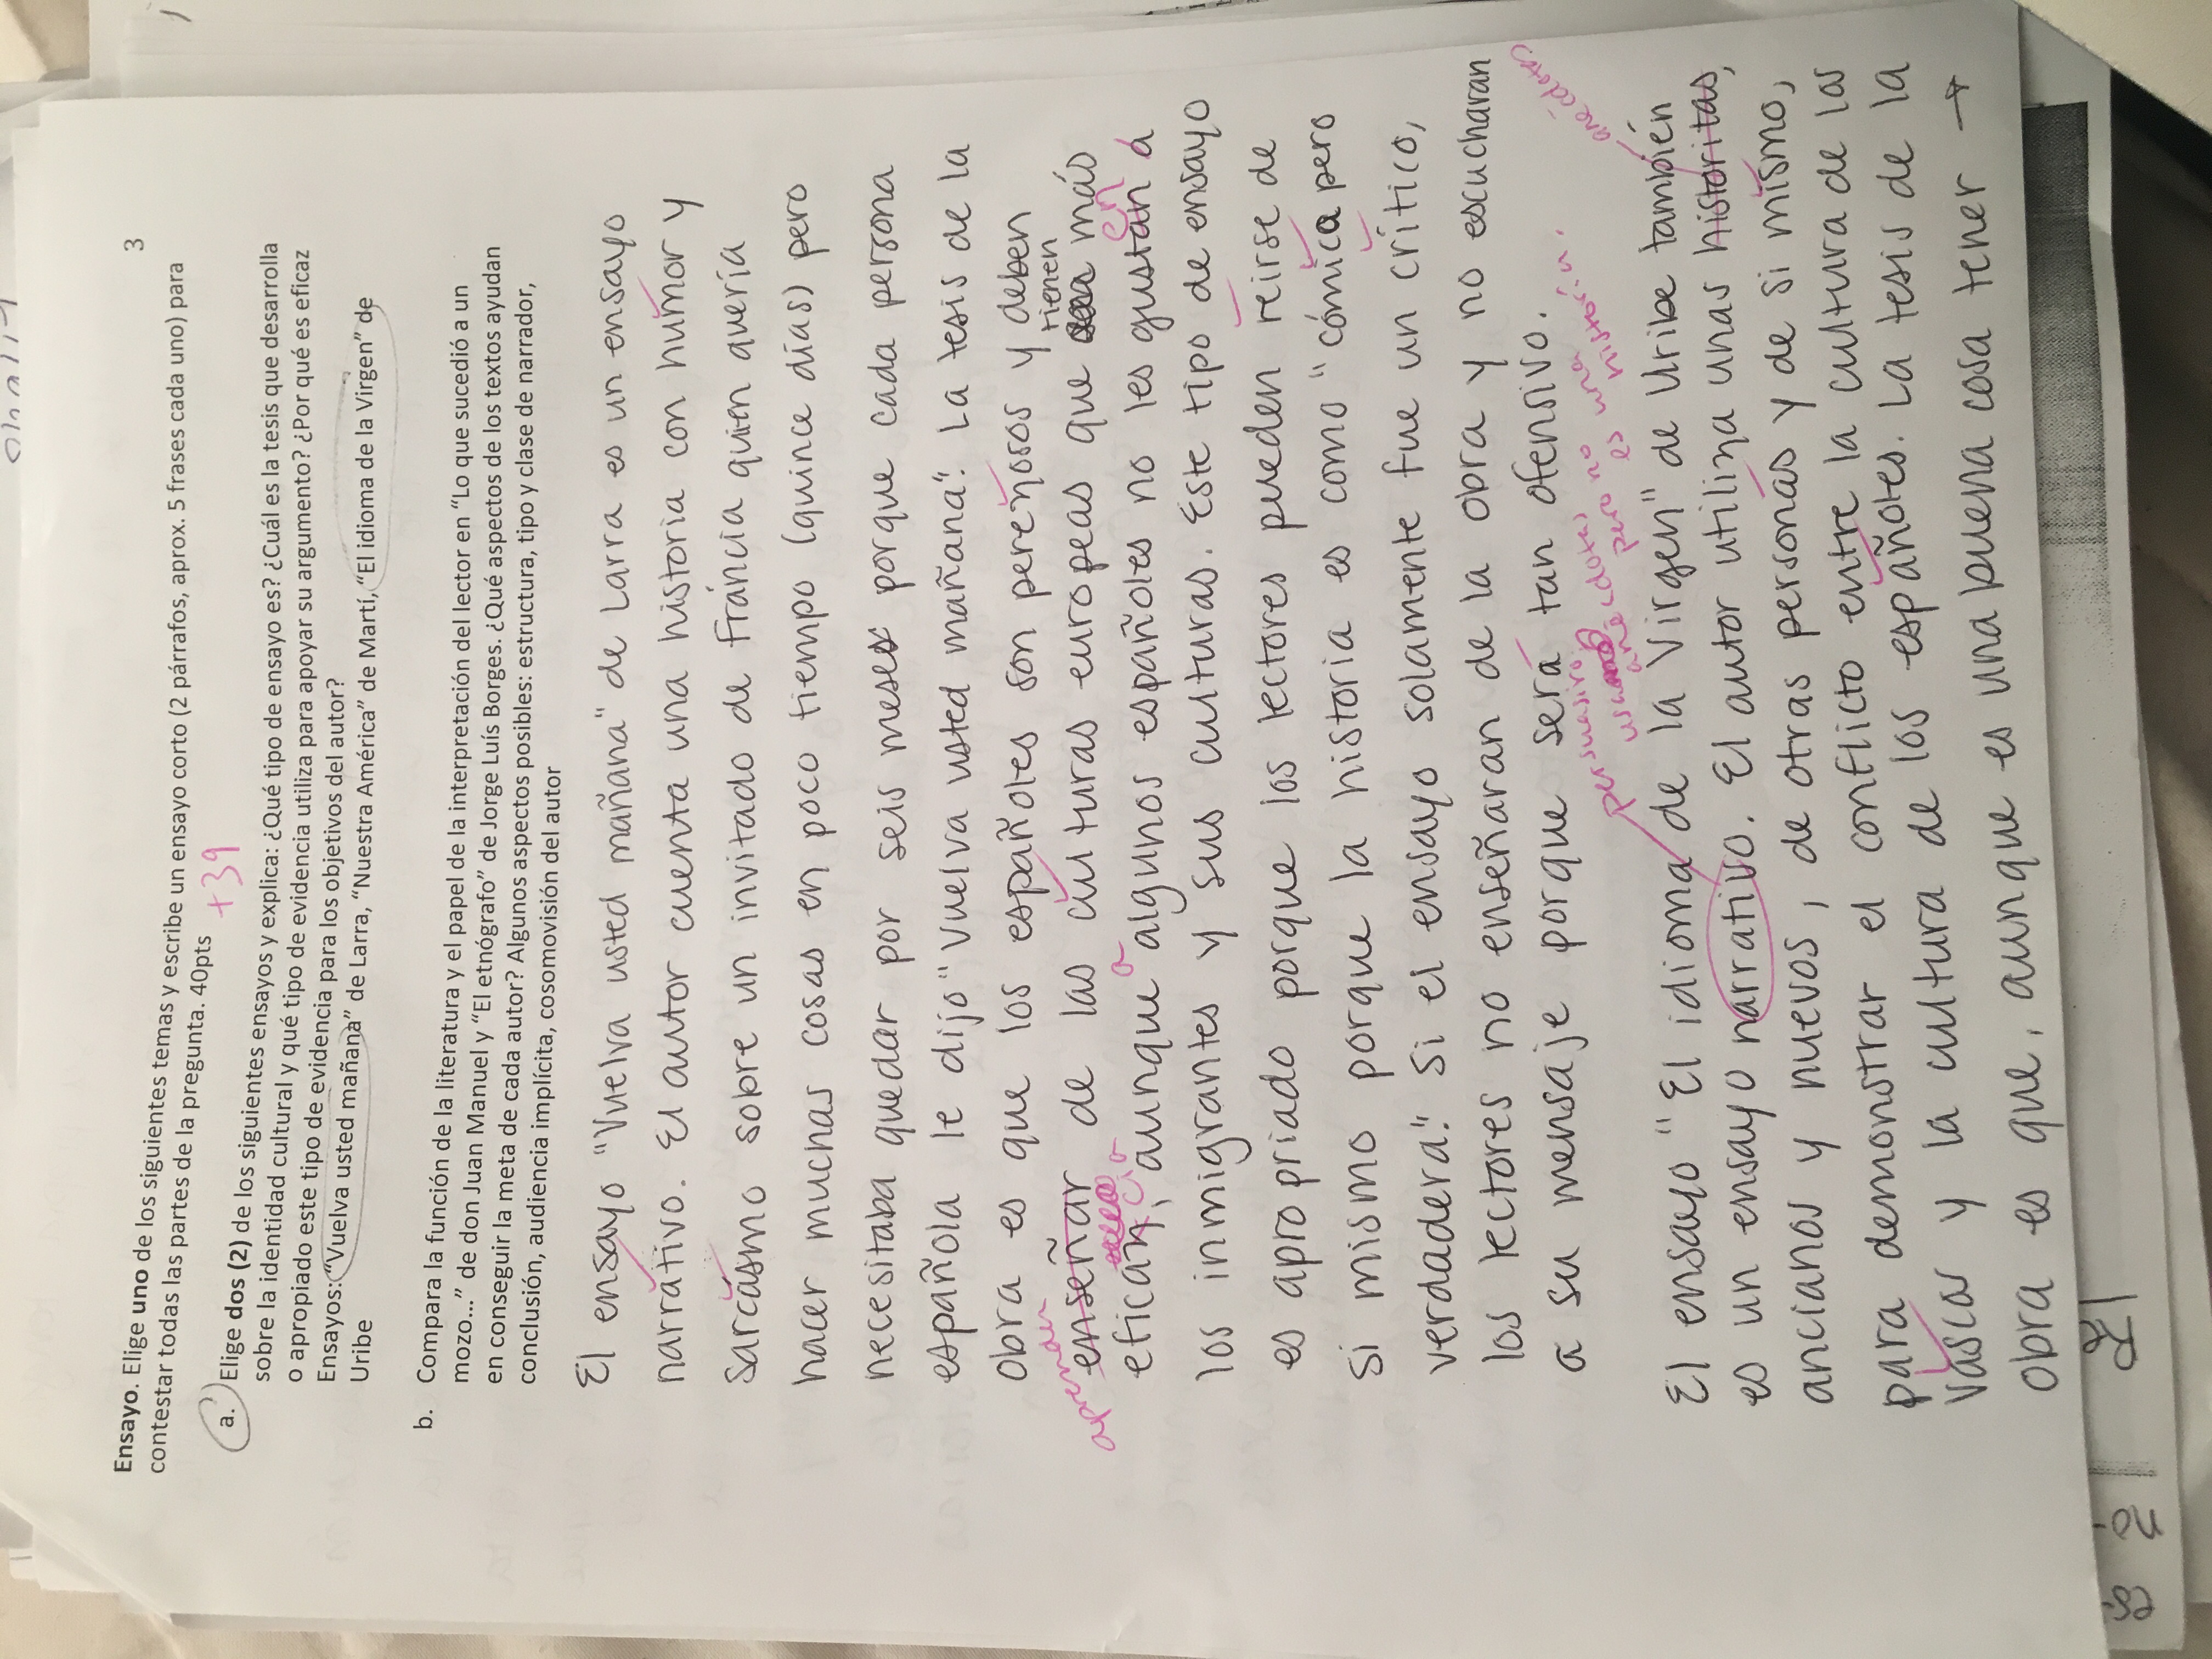 3
Ensayo. Elige uno de los siguientes temas y escribe un ensayo corto (2 párrafos, aprox. 5 frases cada uno) para
contestar todas las partes de la pregunta. 40pts
+39
a. Elige dos (2) de los siguientes ensayos y explica: ¿Qué tipo de ensayo es? ¿Cuál es la tesis que desarrolla
sobre la identidad cultural y qué tipo de evidencia utiliza para apoyar su argumento? ¿Por qué es eficaz
o apropiado este tipo de evidencia para los objetivos del autor?
Ensayos: “Vuelva usted mañana” de Larra, “Nuestra América” de Martí, “El idioma de la Virgen” de
Uribe
b. Compara la función de la literatura y el papel de la interpretación del lector en “Lo que sucedió a un
mozo...” de don Juan Manuel y “El etnógrafo” de Jorge Luís Borges. ¿Qué aspectos de los textos ayudan
en conseguir la meta de cada autor? Algunos aspectos posibles: estructura, tipo y clase de narrador,
conclusión, audiencia implícita, cosomovisión del autor
El ensayo "Vuelva usted mañana" de Larra es un ensayo
narrativo. El autor cuenta una historia con humor y
sarcásmo sobre un invitado de Francia quien quería
hacer muchas cosas en poco tiempo (quince días) pero
necesitaba quedar por seis meses porque cada persona
española le dijo "Vuelva usted mañana". La tesis de la
obra es que los españoles son pereñosos y deben
aprender
tienen
enseñar de las culturas europeas que más
cia
a
en
efican, aunque algunos españoles no les gustan a
los inmigrantes y sus culturas. Este tipo de ensayo
es apropiado porque los lectores pueden reirse de
si mismo porque la historia es como "cómica pero
verdadera". Si el ensayo solamente fue un crítico,
los lectores no enseñaran de la obra y no escucharan
a su mensaje porque será tan ofensivo.
persuasivo.
usa anécdotas
pero no
es una
historia.
anécdotas
El ensayo "El idioma de la Virgen" de Uribe también
es un ensayo narrativo. El autor utiliza unas historitas,
ancianos y nuevos, de otras personas y de si mismo,
para demonstrar el conflicto entre la cultura de los
vascos y la cultura de los españoles. La tesis de la
obra es que, aunque es una buena cosa tener →
es-
no-
Re